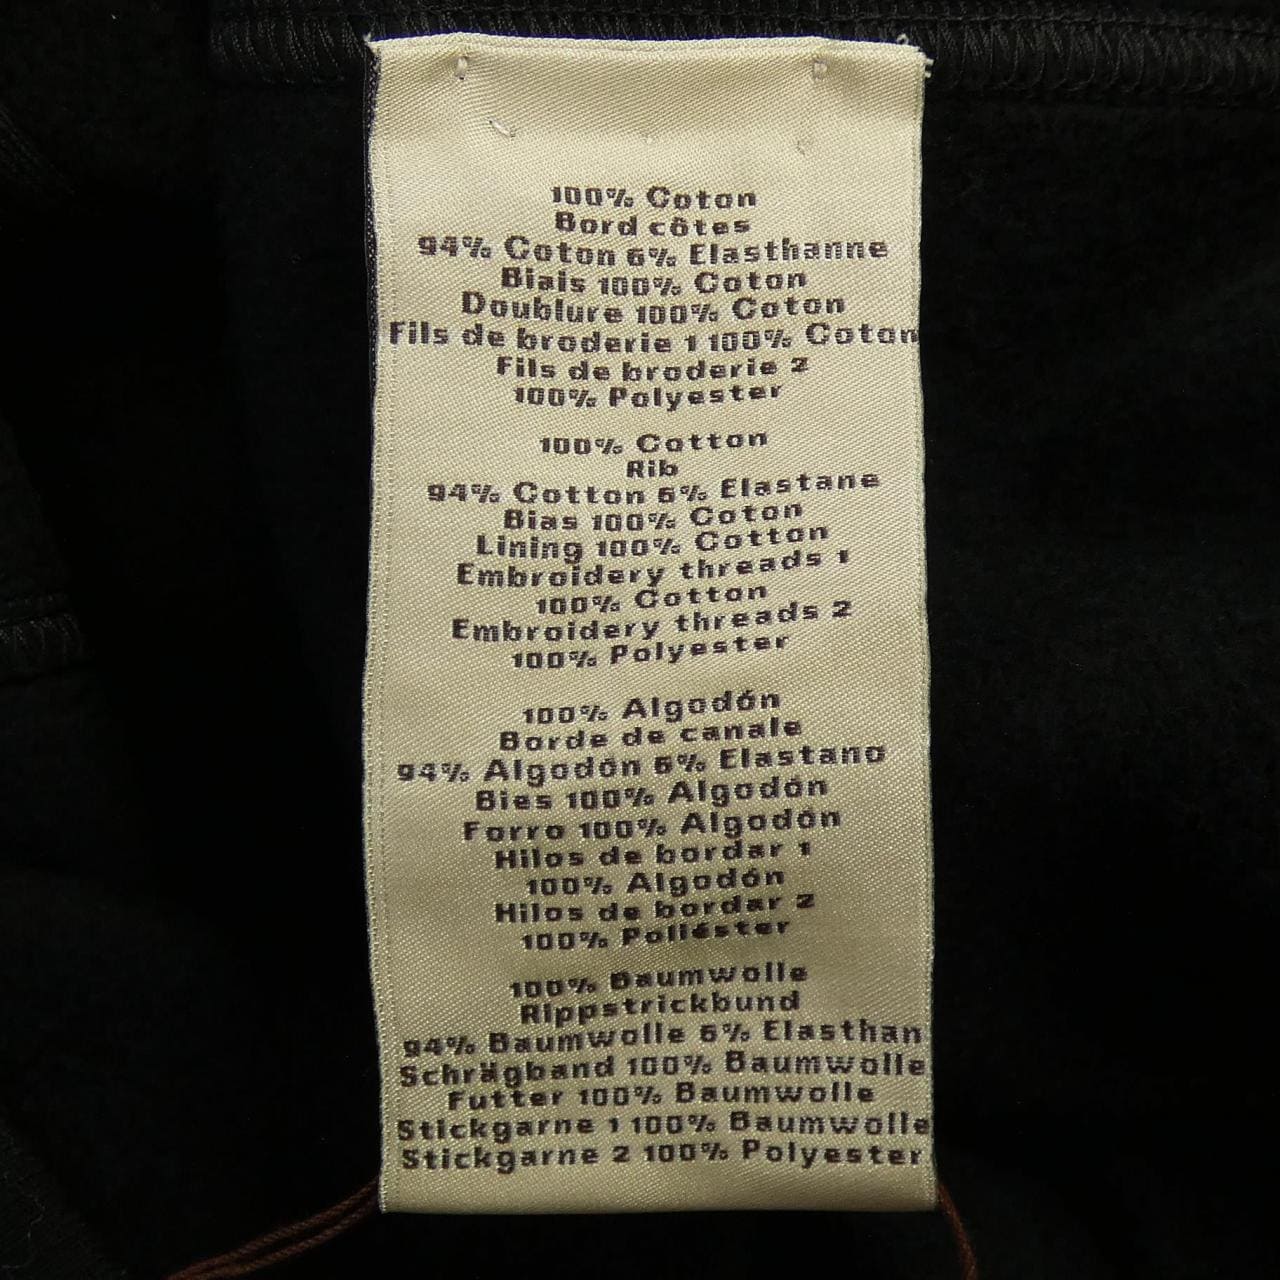 100% Coton
Bord côtes
94% Coton 6% Elasthanne
Biais 100% Coton
Doublure 100% Coton
Fils de broderie 1 100% Coton
Fils de broderie 2
100% Polyester
100% Cotton
Rib
94% Cotton 6% Elastane
Bias 100% Coton
Lining 100% Cotton
Embroidery threads 1
100% Cotton
Embroidery threads 2
100% Polyester
100% Algodón
Borde de canale
94% Algodón 6% Elastano
Bies 100% Algodón
Forro 100% Algodón
Hilos de bordar 1
100% Algodón
Hilos de bordar 2
100% Poliéster
100% Baumwolle
Rippstrickbund
94% Baumwolle 6% Elasthan
Schrägband 100% Baumwolle
Futter 100% Baumwolle
Stickgarne 1 100% Baumwolle
Stickgarne 2 100% Polyester